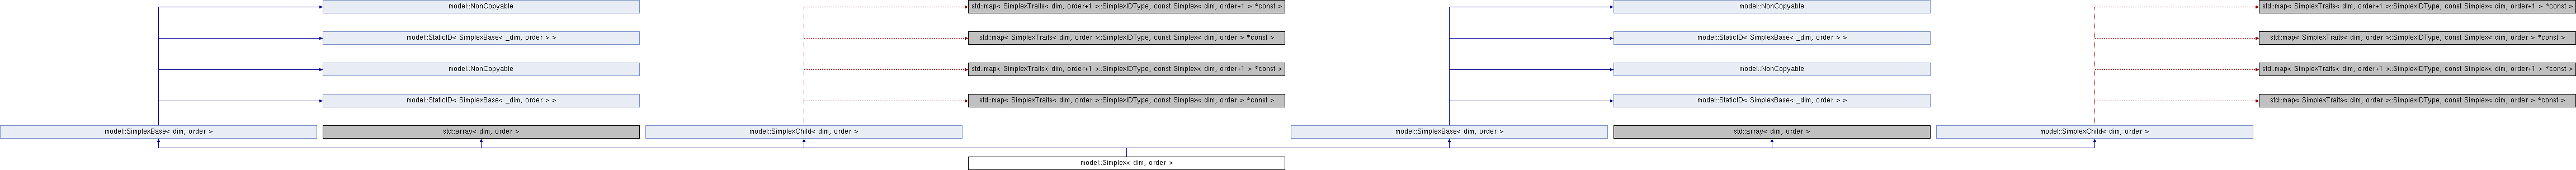 model::NonCopyable
std::map< SimplexTraits< dim, order+1 >::SimplexIDType, const Simplex< dim, order+1 > *const >
model::NonCopyable
std::map< SimplexTraits< dim, order+1 >::SimplexIDType, const Simplex< dim, order+1 > *const >
model::StaticID< SimplexBase< _dim, order > >
std::map< SimplexTraits< dim, order >::SimplexIDType, const Simplex< dim, order > *const >
model::StaticID< SimplexBase< _dim, order > >
std::map< SimplexTraits< dim, order >::SimplexIDType, const Simplex< dim, order > *const >
model::NonCopyable
std::map< SimplexTraits< dim, order+1 >::SimplexIDType, const Simplex< dim, order+1 > *const >
model::NonCopyable
std::map< SimplexTraits< dim, order+1 >::SimplexIDType, const Simplex< dim, order+1 > *const >
model::StaticID< SimplexBase< _dim, order > >
std::map< SimplexTraits< dim, order >::SimplexIDType, const Simplex< dim, order > *const >
model::StaticID< SimplexBase< _dim, order > >
std::map< SimplexTraits< dim, order >::SimplexIDType, const Simplex< dim, order > *const >
model::SimplexBase< dim, order >
std::array< dim, order >
model::SimplexChild< dim, order >
model::SimplexBase< dim, order >
std::array< dim, order >
model::SimplexChild< dim, order >
model::Simplex< dim, order >